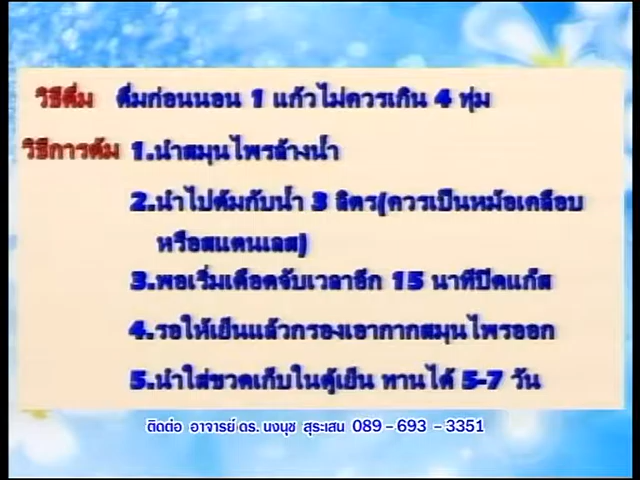 วิธีดื่ม ดื่มก่อนนอน 1 แก้วไม่ควรเกิน 4 ทุ่ม
วิธีการต้ม 1.นำสมุนไพรล้างน้ำ
2.นำไปต้มกับน้ำ 3 ลิตร(ควรเป็นหม้อเคลือบ
หรือสแตนเลส)
3.พอเริ่มเดือดจับเวลาอีก 15 นาทีปิดแก๊ส
4.รอให้เย็นแล้วกรองเอากากสมุนไพรออก
5.นำใส่ขวดเก็บในตู้เย็น ทานได้ 5-7 วัน
ติดต่อ อาจารย์ ดร. นงนุช สุระเสน 089 – 693 – 3351